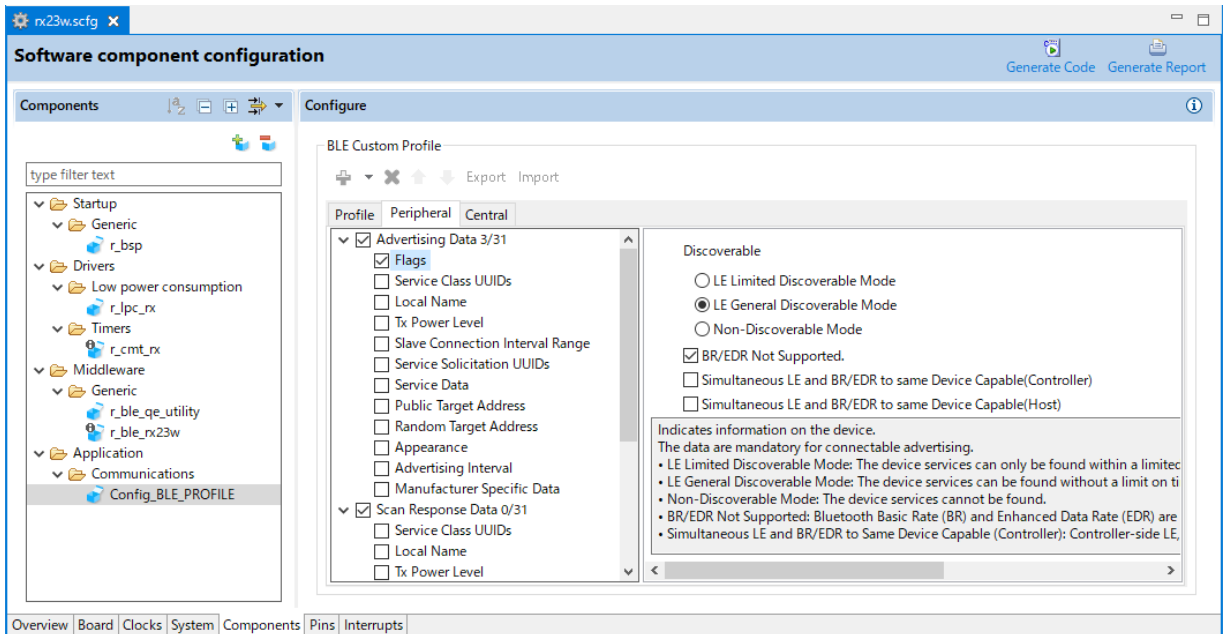 rx23w.scfg
Software component configuration
Generate Code Generate Report
Components
Configure
type filter text
Startup
Generic
r_bsp
Drivers
Low power consumption
r_lpc_rx
Timers
r_cmt_rx
Middleware
Generic
r_ble_qe_utility
r_ble_rx23w
Application
Communications
Config_BLE_PROFILE
BLE Custom Profile
Export Import
Profile Peripheral Central
Advertising Data 3/31
Flags
Service Class UUIDs
Local Name
Tx Power Level
Slave Connection Interval Range
Service Solicitation UUIDs
Service Data
Public Target Address
Random Target Address
Appearance
Advertising Interval
Manufacturer Specific Data
Scan Response Data 0/31
Service Class UUIDs
Local Name
Tx Power Level
Discoverable
LE Limited Discoverable Mode
LE General Discoverable Mode
Non-Discoverable Mode
BR/EDR Not Supported.
Simultaneous LE and BR/EDR to same Device Capable(Controller)
Simultaneous LE and BR/EDR to same Device Capable(Host)
Indicates information on the device.
The data are mandatory for connectable advertising.
• LE Limited Discoverable Mode: The device services can only be found within a limited
• LE General Discoverable Mode: The device services can be found without a limit on ti
• Non-Discoverable Mode: The device services cannot be found.
• BR/EDR Not Supported: Bluetooth Basic Rate (BR) and Enhanced Data Rate (EDR) are
• Simultaneous LE and BR/EDR to Same Device Capable (Controller): Controller-side LE,
Overview Board Clocks System Components Pins Interrupts